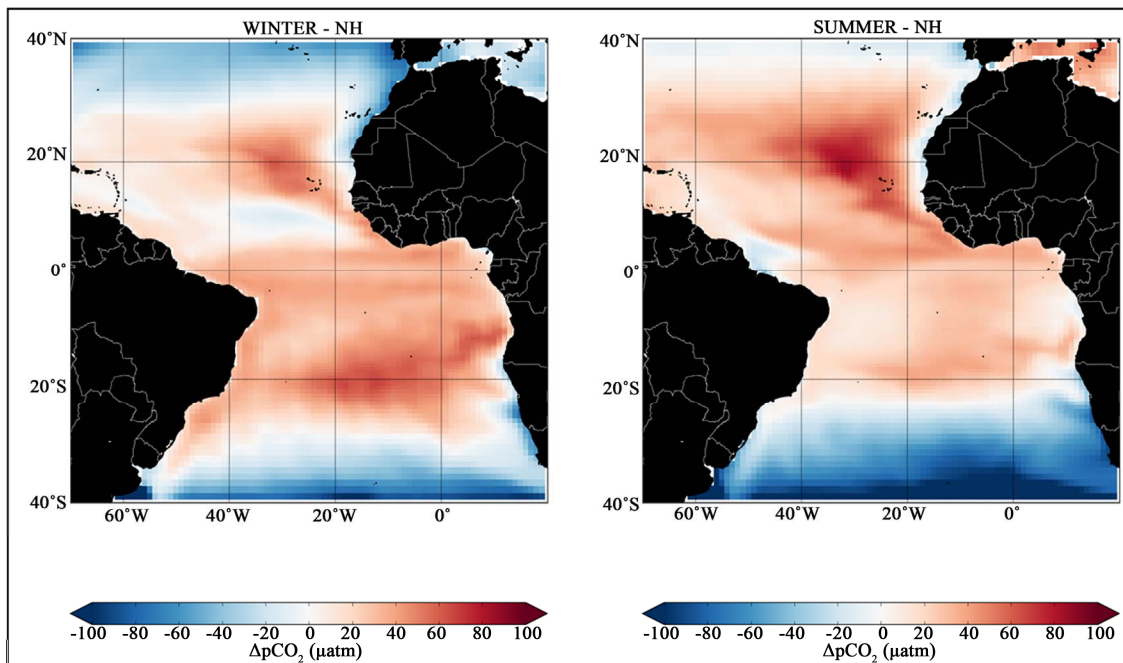 WINTER - NH
40˚N
20˚N
0˚
20˚S
40˚S
60˚W
40˚W
20˚W
0˚
-100
-80
-60
-40
-20
0
20
40
60
80
100
ΔpCO₂ (µatm)
SUMMER - NH
40˚N
20˚N
0˚
20˚S
40˚S
60˚W
40˚W
20˚W
0˚
-100
-80
-60
-40
-20
0
20
40
60
80
100
ΔpCO₂ (µatm)